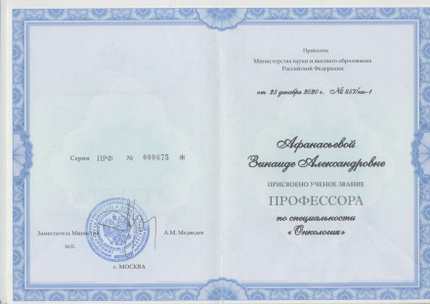 Серия ПРФ № 000675 ✻
Заместитель Министра
А.М. Медведев
М.П.
г. МОСКВА
Приказом
Министерства науки и высшего образования
Российской Федерации
от 25 декабря 2020 г. № 857/нк-1
Афанасьевой
Зинаиде Александровне
ПРИСВОЕНО УЧЕНОЕ ЗВАНИЕ
ПРОФЕССОРА
по специальности
« Онкология»